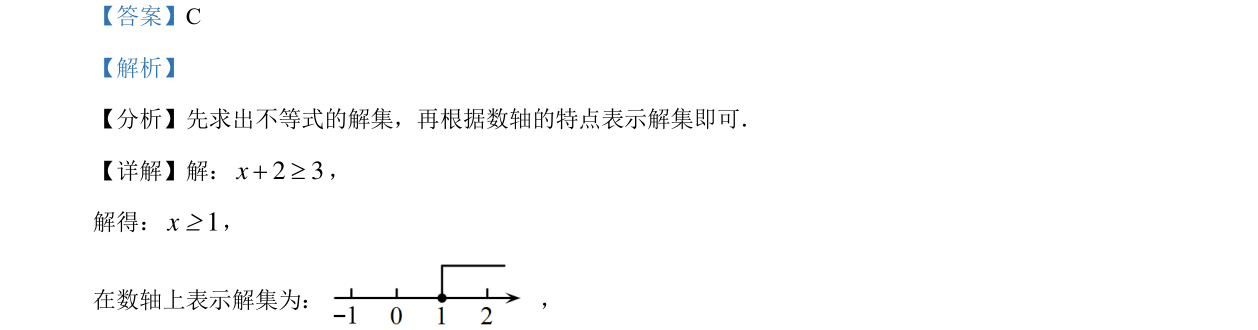 【答案】C
【解析】
【分析】先求出不等式的解集，再根据数轴的特点表示解集即可．
【详解】解：x+2≥3，
解得：x≥1，
在数轴上表示解集为： -1 0 1 2 ，